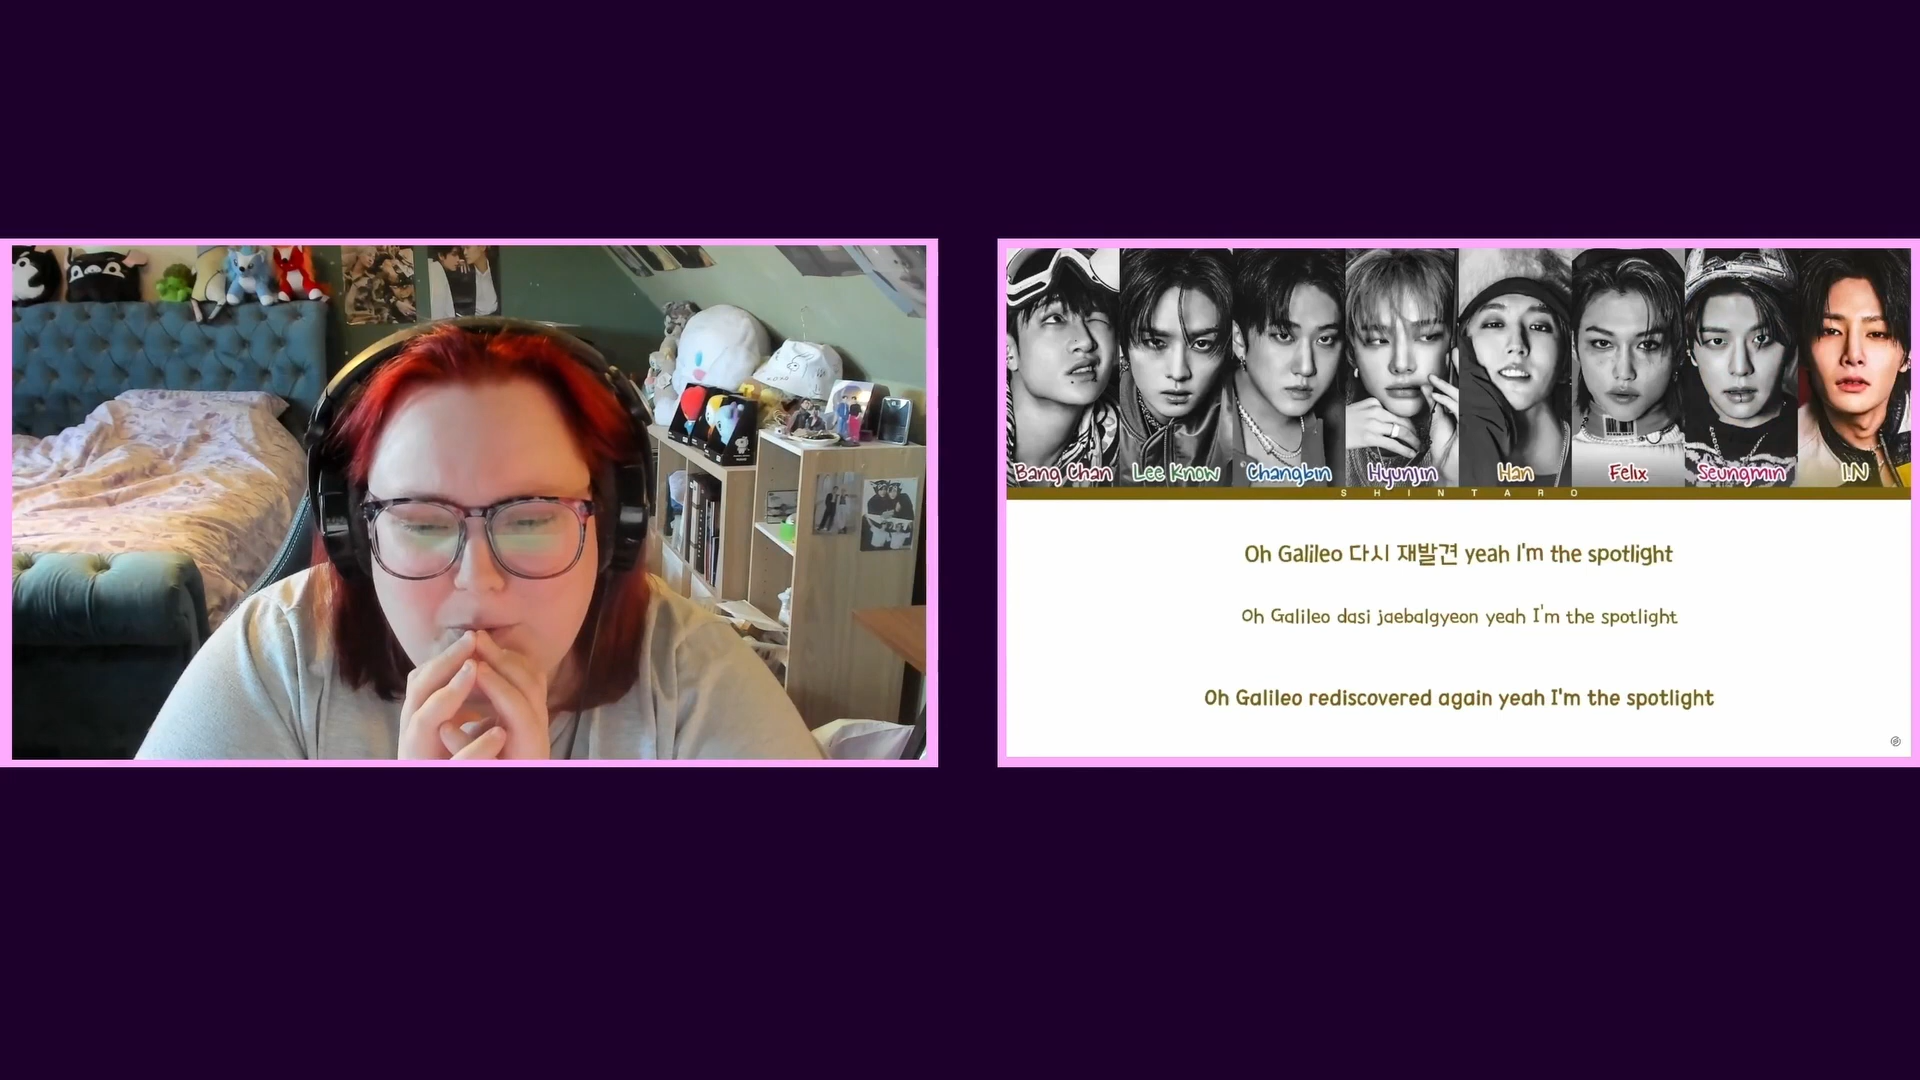 Bang Chan Lee Know Changbin Hyunjin Han Felix Seungmin I.N
SHINTARO
Oh Galileo 다시 재발견 yeah I'm the spotlight
Oh Galileo dasi jaebalgyeon yeah I'm the spotlight
Oh Galileo rediscovered again yeah I'm the spotlight